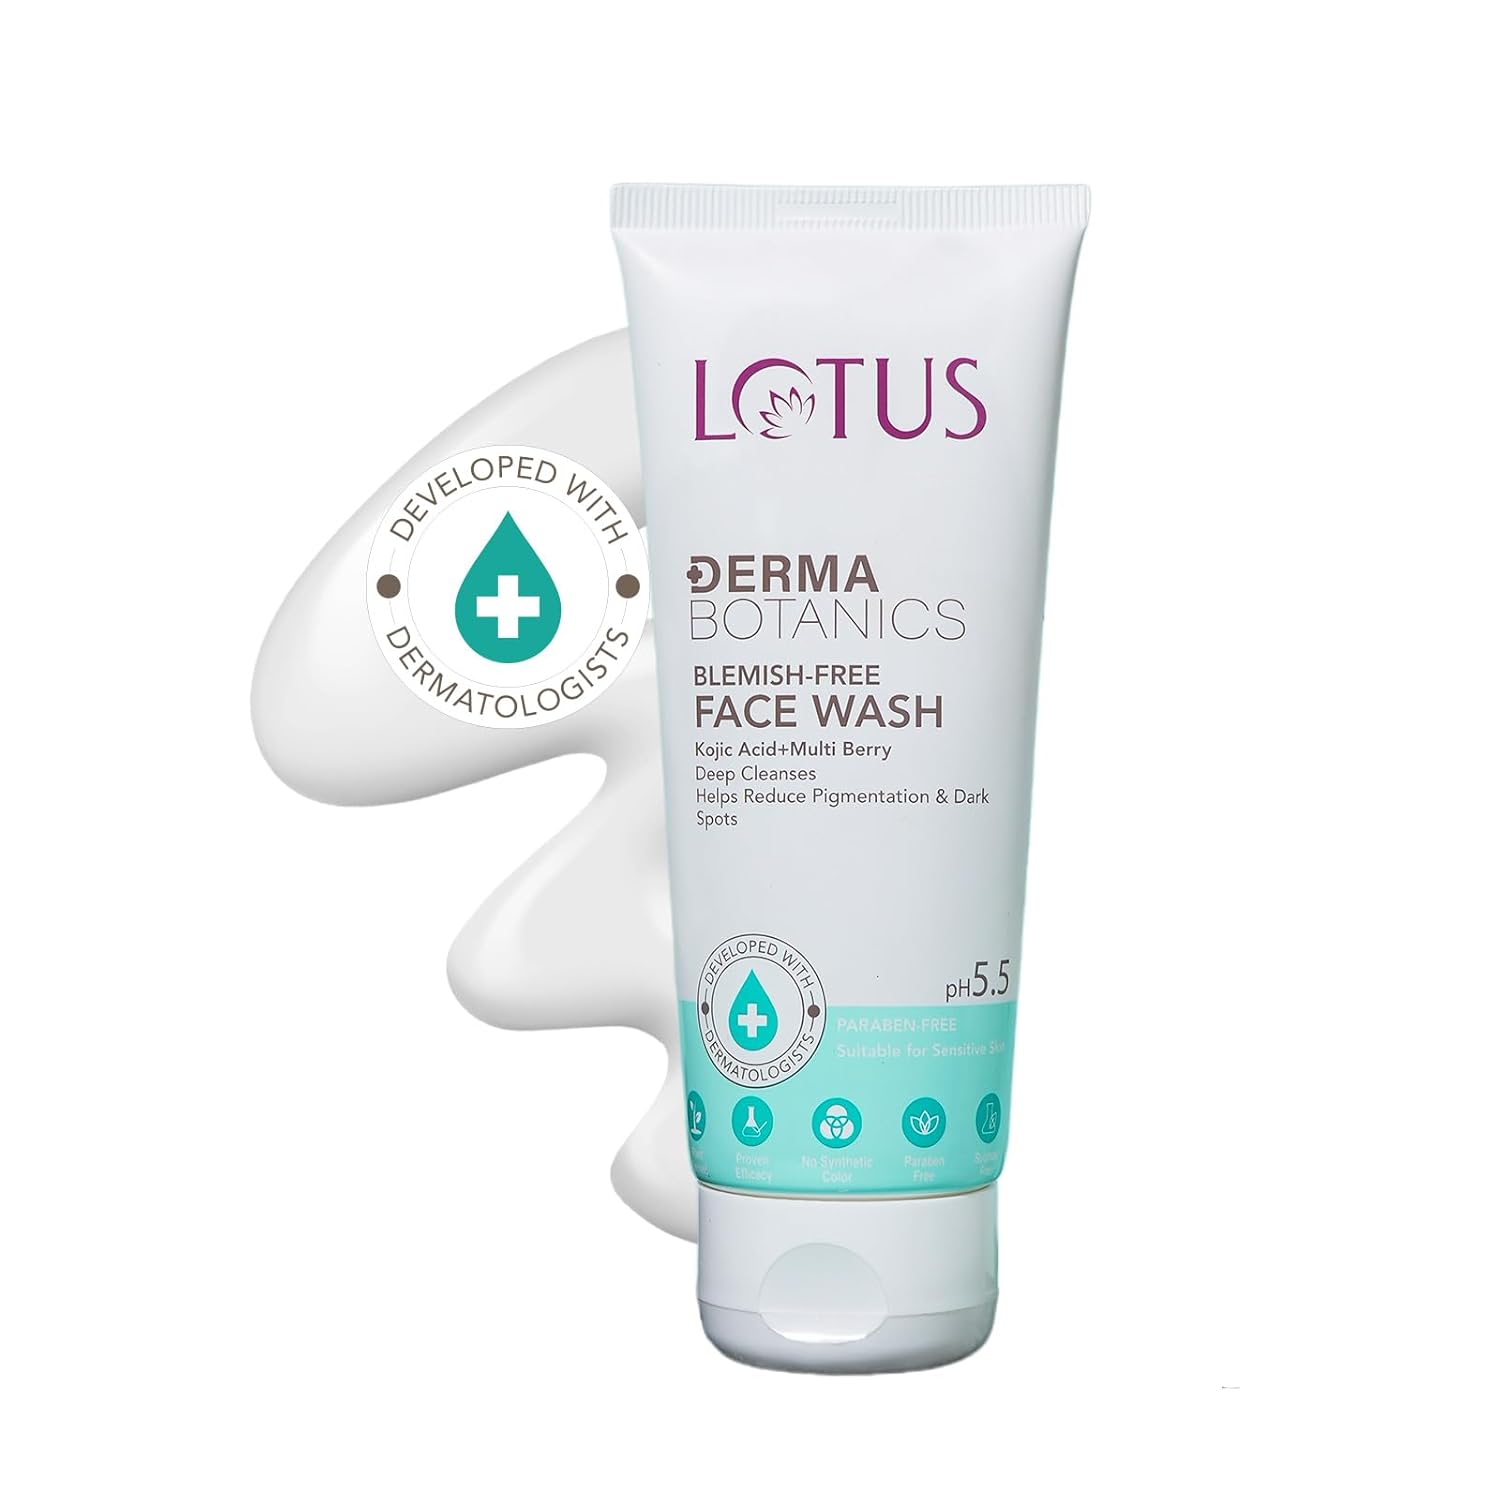 DEVELOPED WITH
DERMATOLOGISTS
LOTUS
DERMA
BOTANICS
BLEMISH-FREE
FACE WASH
Kojic Acid+Multi Berry
Deep Cleanses
Helps Reduce Pigmentation & Dark
Spots
DEVELOPED WITH
DERMATOLOGISTS
pH5.5
PARABEN-FREE
Suitable for Sensitive
Proven
Efficacy
No Synthetic
Color
Paraben
Free